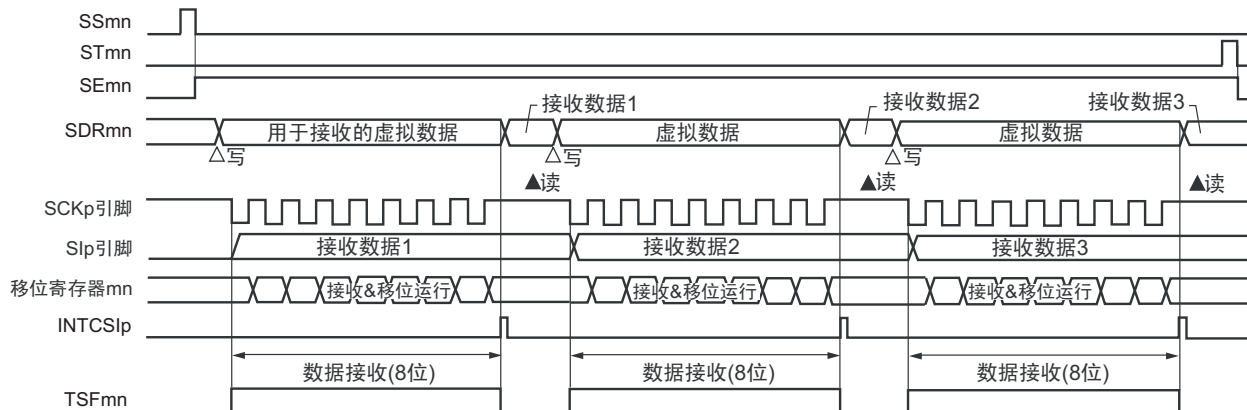 SSmn
STmn
SEmn
接收数据1 接收数据2 接收数据3
SDRmn 用于接收的虚拟数据 虚拟数据 虚拟数据
△写 △写 △写
▲读 ▲读 ▲读
SCKp引脚
SIp引脚 接收数据1 接收数据2 接收数据3
移位寄存器mn 接收&移位运行 接收&移位运行 接收&移位运行
INTCSIp
数据接收(8位) 数据接收(8位) 数据接收(8位)
TSFmn